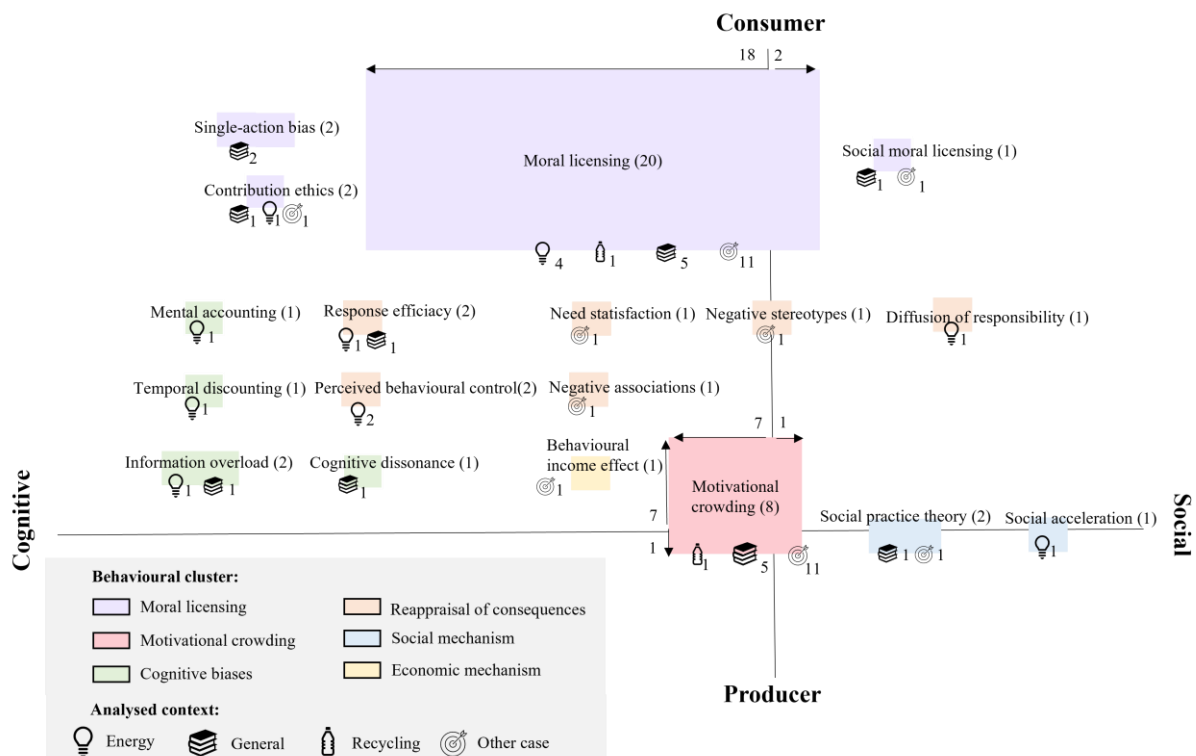 Consumer
18 2
Single-action bias (2)
2
Moral licensing (20)
Social moral licensing (1)
1 1
Contribution ethics (2)
1 1 1
4 1 5 11
Mental accounting (1)
1
Response efficiacy (2)
1 1
Need statisfaction (1)
1
Negative stereotypes (1)
1
Diffusion of responsibility (1)
1
Temporal discounting (1)
1
Perceived behavioural control(2)
2
Negative associations (1)
1
7 1
Information overload (2)
1 1
Cognitive dissonance (1)
1
Behavioural
income effect (1)
1
Motivational
crowding (8)
7
1
1 5 11
Social practice theory (2)
1 1
Social acceleration (1)
1
Cognitive
Social
Behavioural cluster:
Moral licensing
Reappraisal of consequences
Motivational crowding
Social mechanism
Cognitive biases
Economic mechanism
Producer
Analysed context:
Energy
General
Recycling
Other case